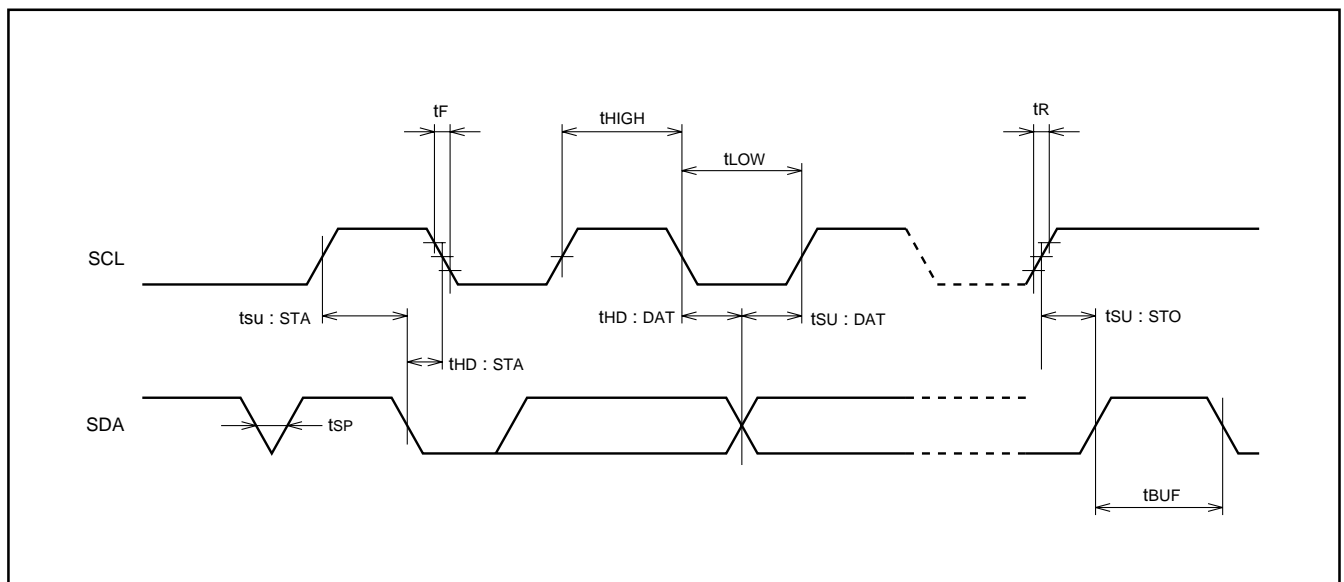 tF
tHIGH
tR
tLOW
SCL
tsu : STA
tHD : DAT
tSU : DAT
tSU : STO
tHD : STA
SDA
tSP
tBUF